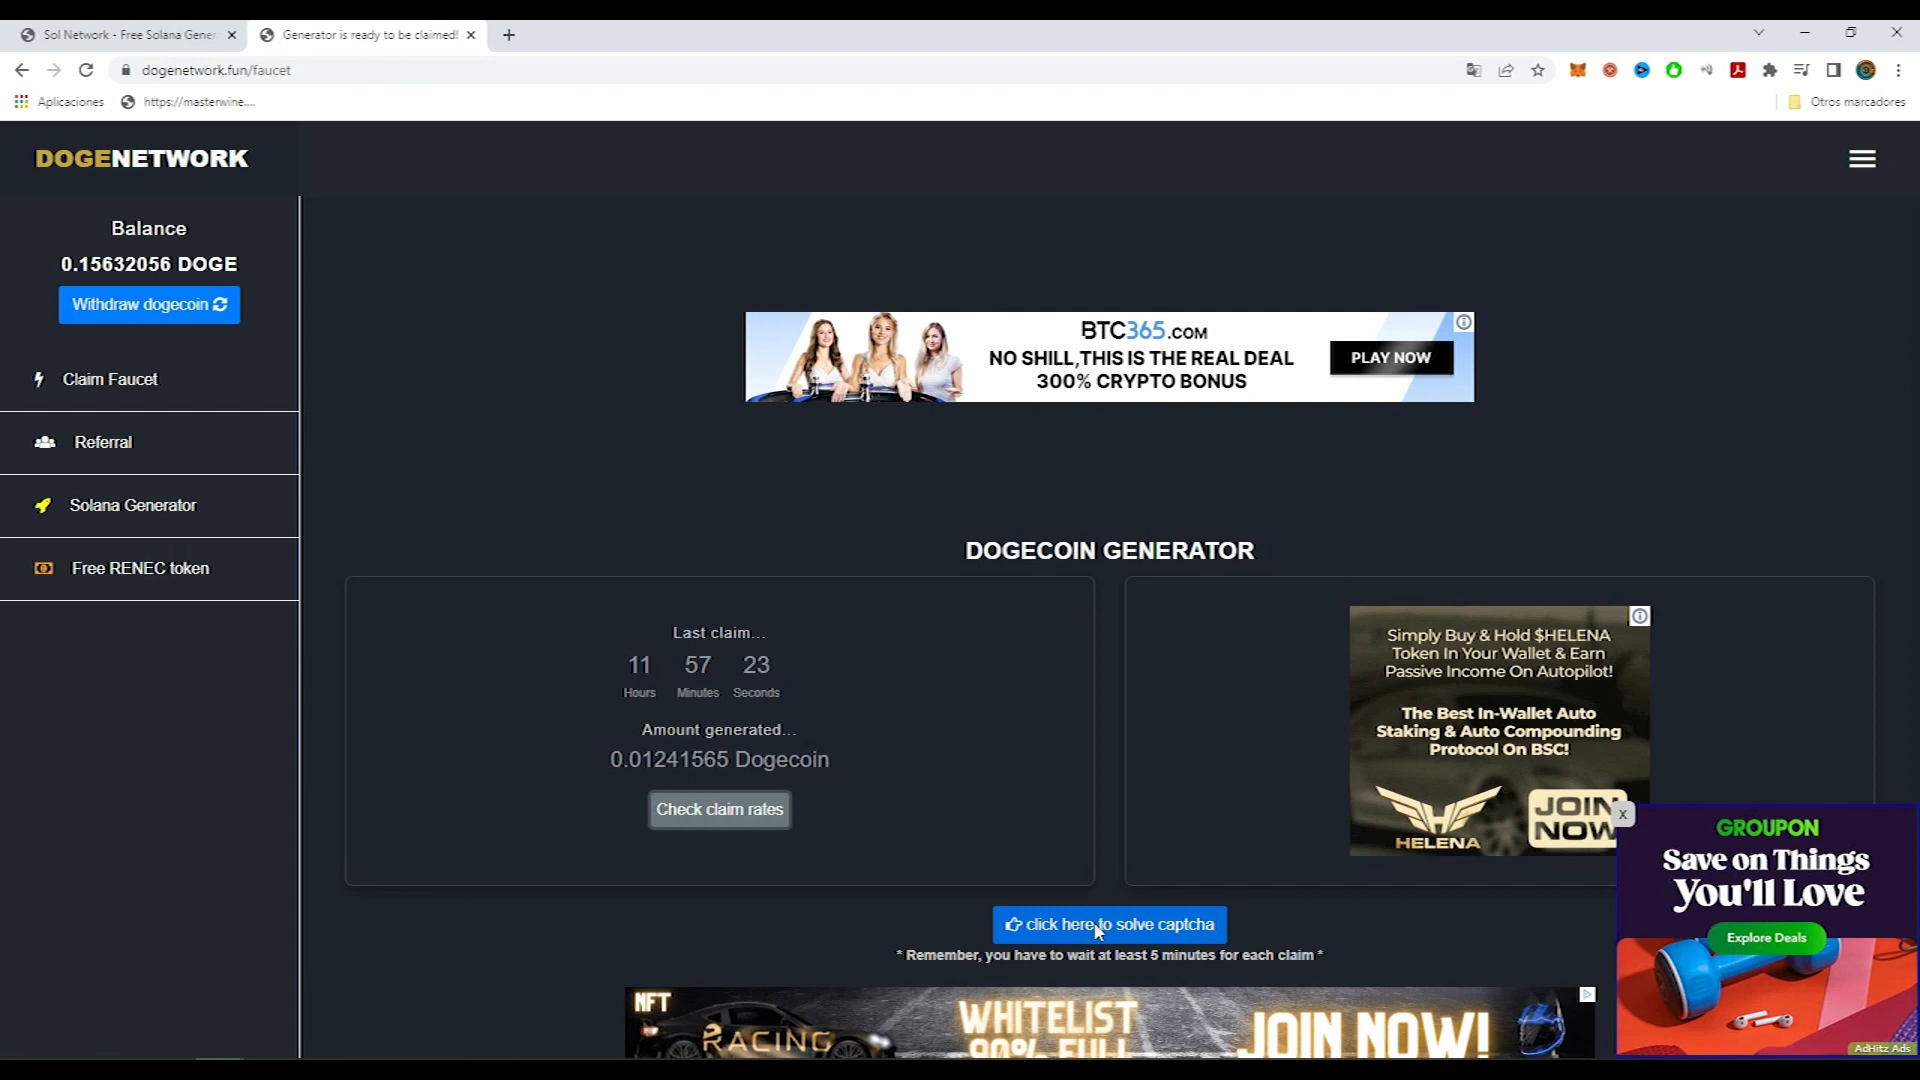 Sol Network - Free Solana Gener
Generator is ready to be claimed!
dogenetwork.fun/faucet
Aplicaciones
https://masterwine....
Otros marcadores
DOGENETWORK
Balance
0.15632056 DOGE
Withdraw dogecoin
Claim Faucet
Referral
Solana Generator
Free RENEC token
BTC365.COM
NO SHILL,THIS IS THE REAL DEAL
300% CRYPTO BONUS
PLAY NOW
DOGECOIN GENERATOR
Last claim...
11 57 23
Hours Minutes Seconds
Amount generated...
0.01241565 Dogecoin
Check claim rates
Simply Buy & Hold $HELENA
Token In Your Wallet & Earn
Passive Income On Autopilot!
The Best In-Wallet Auto
Staking & Auto Compounding
Protocol On BSC!
HELENA
JOIN
NOW
X
GROUPON
Save on Things
You'll Love
Explore Deals
AdHitz Ads
click here to solve captcha
* Remember, you have to wait at least 5 minutes for each claim *
NFT
RACING
WHITELIST
90% FULL
JOIN NOW!